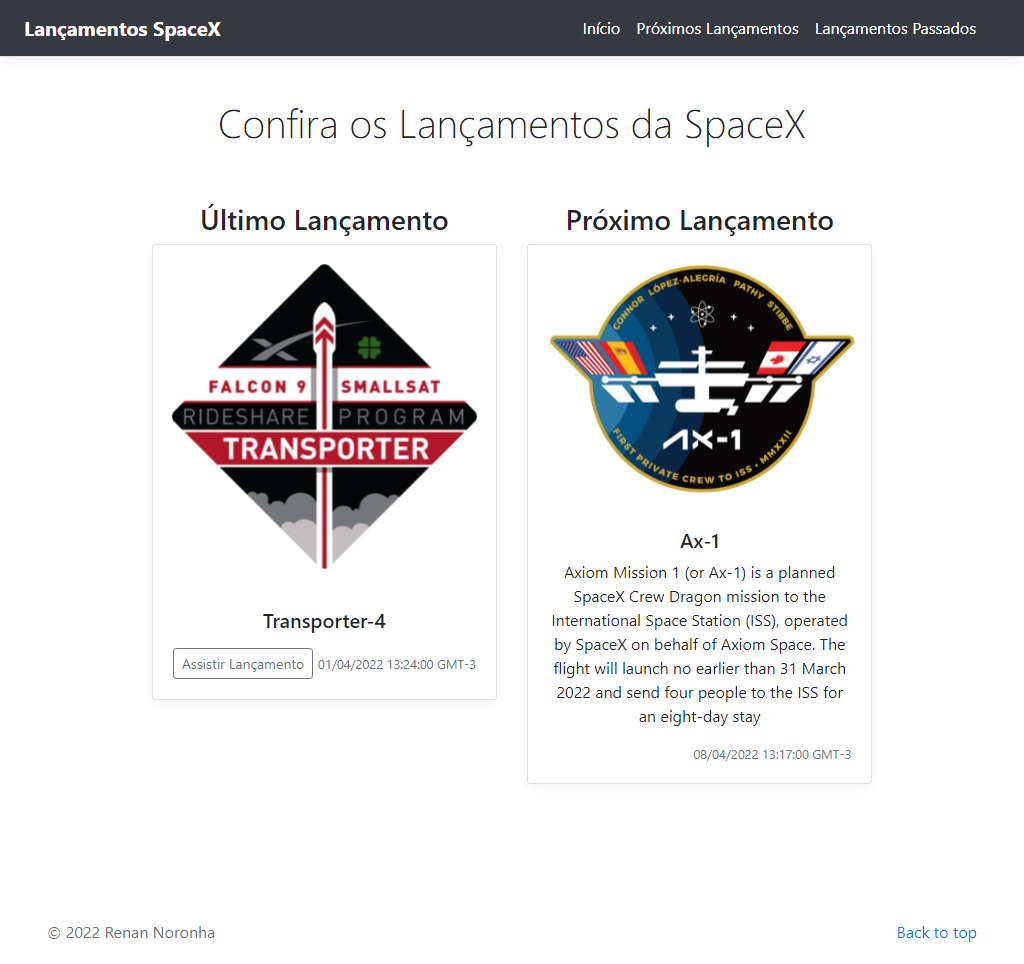 Lançamentos SpaceX
Início
Próximos Lançamentos
Lançamentos Passados
Confira os Lançamentos da SpaceX
Último Lançamento
FALCON 9 SMALLSAT
RIDESHARE PROGRAM
TRANSPORTER
Transporter-4
Assistir Lançamento
01/04/2022 13:24:00 GMT-3
Próximo Lançamento
CONNOR LÓPEZ-ALEGRÍA PATHY STIBBE
AX-1
FIRST PRIVATE CREW TO ISS • MMXXII
Ax-1
Axiom Mission 1 (or Ax-1) is a planned
SpaceX Crew Dragon mission to the
International Space Station (ISS), operated
by SpaceX on behalf of Axiom Space. The
flight will launch no earlier than 31 March
2022 and send four people to the ISS for
an eight-day stay
08/04/2022 13:17:00 GMT-3
© 2022 Renan Noronha
Back to top